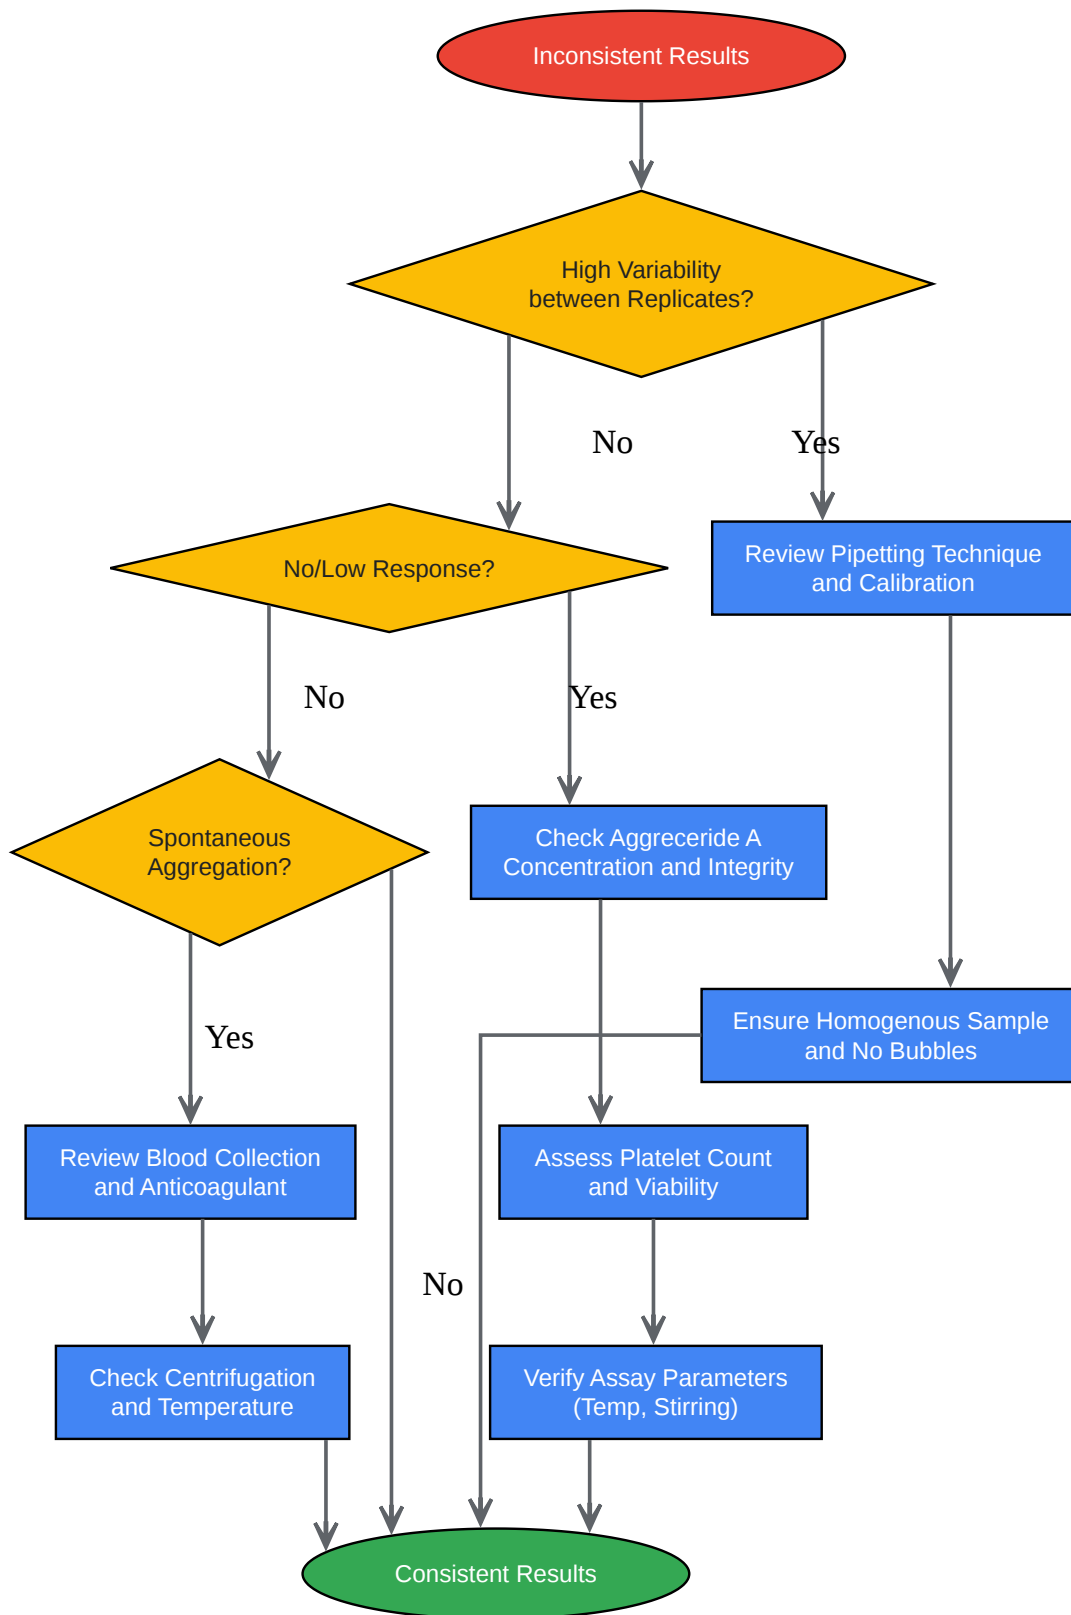 Inconsistent Results
High Variability
between Replicates?
No
Yes
No/Low Response?
Review Pipetting Technique
and Calibration
No
Yes
Spontaneous
Aggregation?
Check Aggreceride A
Concentration and Integrity
Ensure Homogenous Sample
and No Bubbles
Yes
Review Blood Collection
and Anticoagulant
Assess Platelet Count
and Viability
No
Check Centrifugation
and Temperature
Verify Assay Parameters
(Temp, Stirring)
Consistent Results